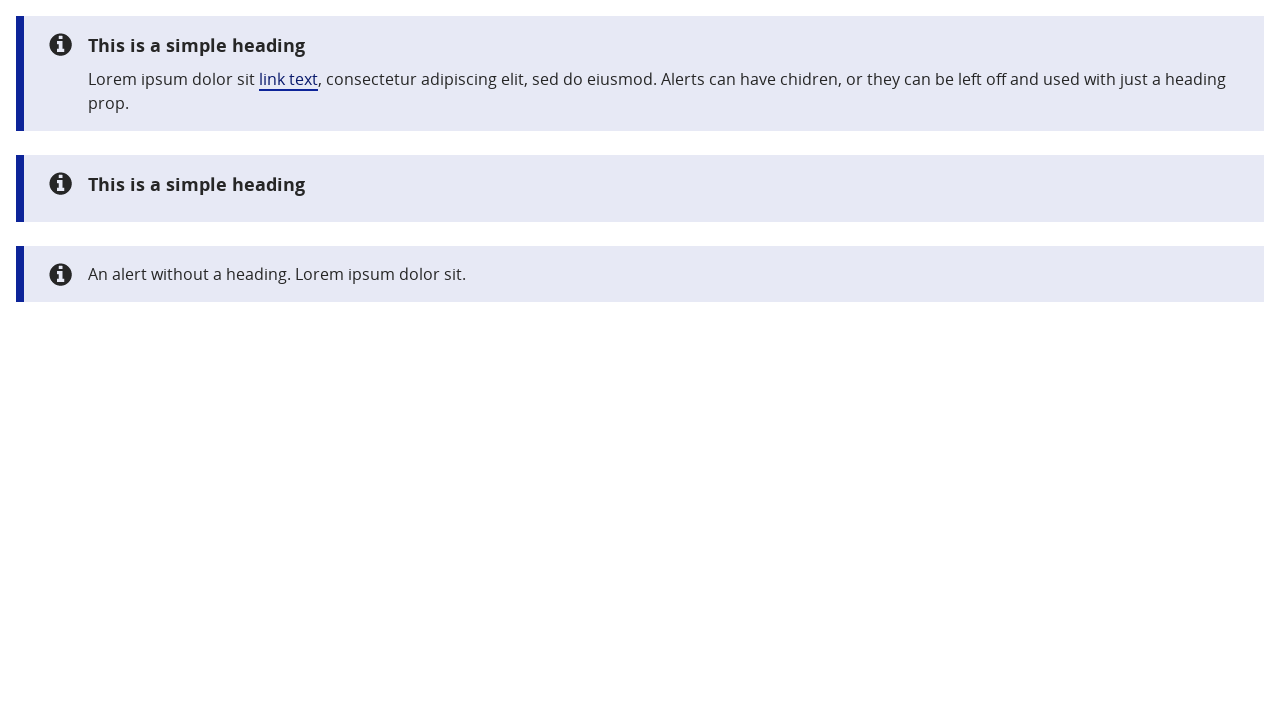 This is a simple heading
Lorem ipsum dolor sit link text, consectetur adipiscing elit, sed do eiusmod. Alerts can have chidren, or they can be left off and used with just a heading
prop.
This is a simple heading
An alert without a heading. Lorem ipsum dolor sit.